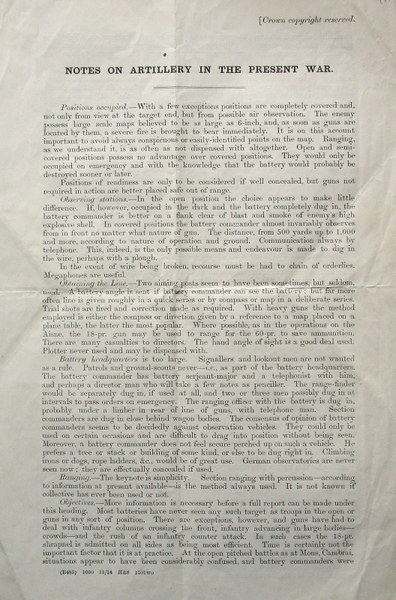 [Crown copyright reserved.
NOTES ON ARTILLERY IN THE PRESENT WAR.
Positions occupied.—With a few exceptions positions are completely covered and,
not only from view at the target end, but from possible air observation. The enemy
possess large scale maps believed to be as large as 6-inch, and, as soon as guns are
located by them, a severe fire is brought to bear immediately. It is on this account
important to avoid always conspicuous or easily-identified points on the map. Ranging,
as we understand it, is as often as not dispensed with altogether. Open and semi-
covered positions possess no advantage over covered positions. They would only be
occupied on emergency and with the knowledge that the battery would probably be
destroyed sooner or later.
Positions of readiness are only to be considered if well concealed, but guns not
required in action are better placed safe out of range.
Observing stations.—In the open position the choice appears to make little
difference. If, however, occupied in the dark and the battery completely dug in, the
battery commander is better on a flank clear of blast and smoke of enemy's high
explosive shell. In covered positions the battery commander almost invariably observes
from in front no matter what nature of gun. The distance, from 500 yards up to 1,000
and more, according to nature of operation and ground. Communication always by
telephone. This, indeed, is the only possible means and endeavour is made to dig in
the wire, perhaps with a plough.
In the event of wire being broken, recourse must be had to chain of orderlies.
Megaphones are useful.
Obtaining the Line.—Two aiming posts seem to have been sometimes, but seldom,
used. A battery angle is sent if battery commander can see the battery, but far more
often line is given roughly in a quick series or by compass or map in a deliberate series.
Trial shots are fired and correction made as required. With heavy guns the method
employed is either the compass or direction given by a reference to a map placed on a
plane table, the latter the most popular. Where possible, as in the operations on the
Aisne, the 18-pr. gun may be used to range for the 60-pr. to save ammunition.
There are many casualties to directors. The hand angle of sight is a good deal used.
Plotter never used and may be dispensed with.
Battery headquarters is too large. Signallers and lookout men are not wanted
as a rule. Patrols and ground-scouts never—i.e., as part of the battery headquarters.
The battery commander has battery serjeant-major and a telephonist with him,
and perhaps a director man who will take a few notes as penciller. The range-finder
would be separately dug in, if used at all, and two or three men possibly dug in at
intervals to pass orders on emergency. The ranging officer with the battery is dug in,
probably under a limber in rear of line of guns, with telephone man. Section
commanders are dug in close behind wagon bodies. The consensus of opinion of battery
commanders seems to be decidedly against observation vehicles. They could only be
used on certain occasions and are difficult to drag into position without being seen.
Moreover, a battery commander does not feel secure perched up on such a vehicle. He
prefers a tree or stack or building of some kind, or else to be dug right in. Climbing
irons or dogs, rope ladders, &c., would be of great use. German observatories are never
seen now; they are effectually concealed if used.
Ranging.—The keynote is simplicity. Section ranging with percussion—according
to information at present available—is the method always used. It is not known if
collective has ever been used or not.
Objectives.—More information is necessary before a full report can be made under
this heading. Most batteries have never seen any such target as troops in the open or
guns in any sort of position. There are exceptions, however, and guns have had to
deal with infantry columns crossing the front, infantry advancing in large bodies—
crowds—and the rush of an infantry counter attack. In such cases the 18-pr.
shrapnel is admitted on all sides as being most efficient. Time is certainly not the
important factor that it is at practice. At the open pitched battles as at Mons, Cambrai,
situations appear to have been considerably confused, and battery commanders were